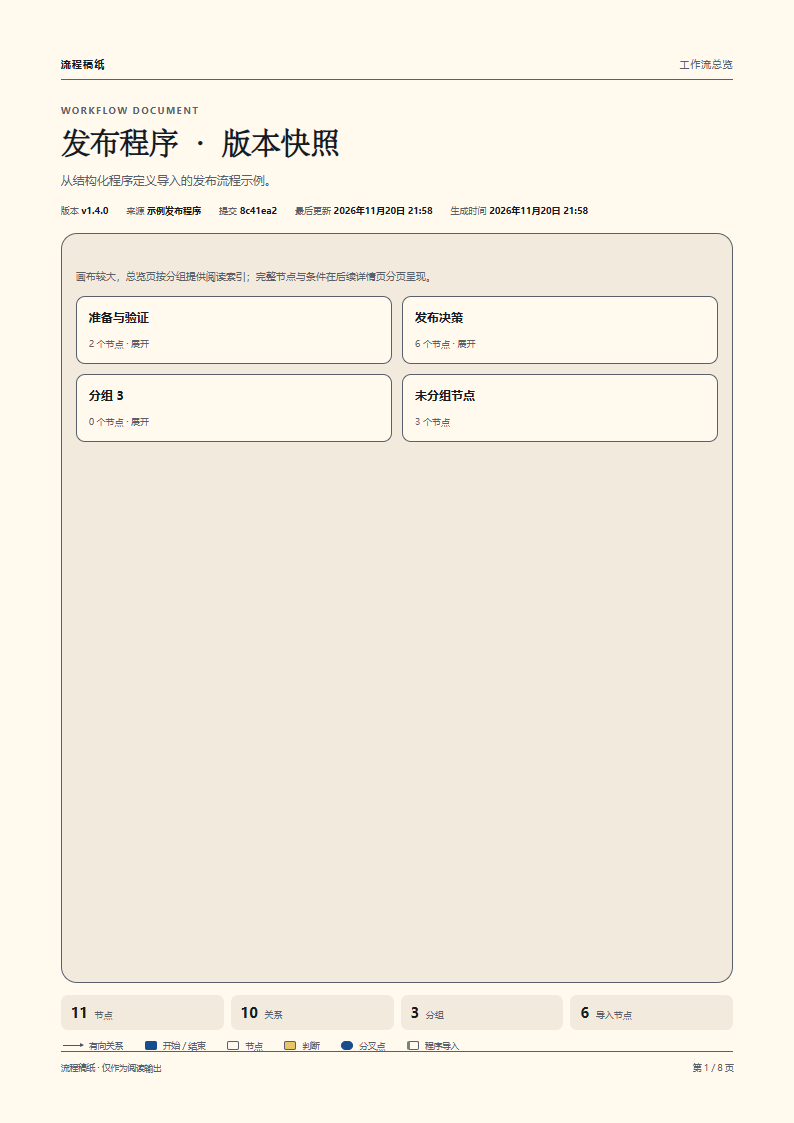 流程稿纸 工作流总览
WORKFLOW DOCUMENT
发布程序 · 版本快照
从结构化程序定义导入的发布流程示例。
版本 v1.4.0 来源 示例发布程序 提交 8c41ea2 最后更新 2026年11月20日 21:58 生成时间 2026年11月20日 21:58
画布较大，总览页按分组提供阅读索引；完整节点与条件在后续详情页分页呈现。
准备与验证 发布决策
2 个节点 · 展开 6 个节点 · 展开
分组 3 未分组节点
0 个节点 · 展开 3 个节点
11 节点 10 关系 3 分组 6 导入节点
有向关系 开始 / 结束 节点 判断 分叉点 程序导入
流程稿纸 · 仅作为阅读输出 第 1 / 8 页